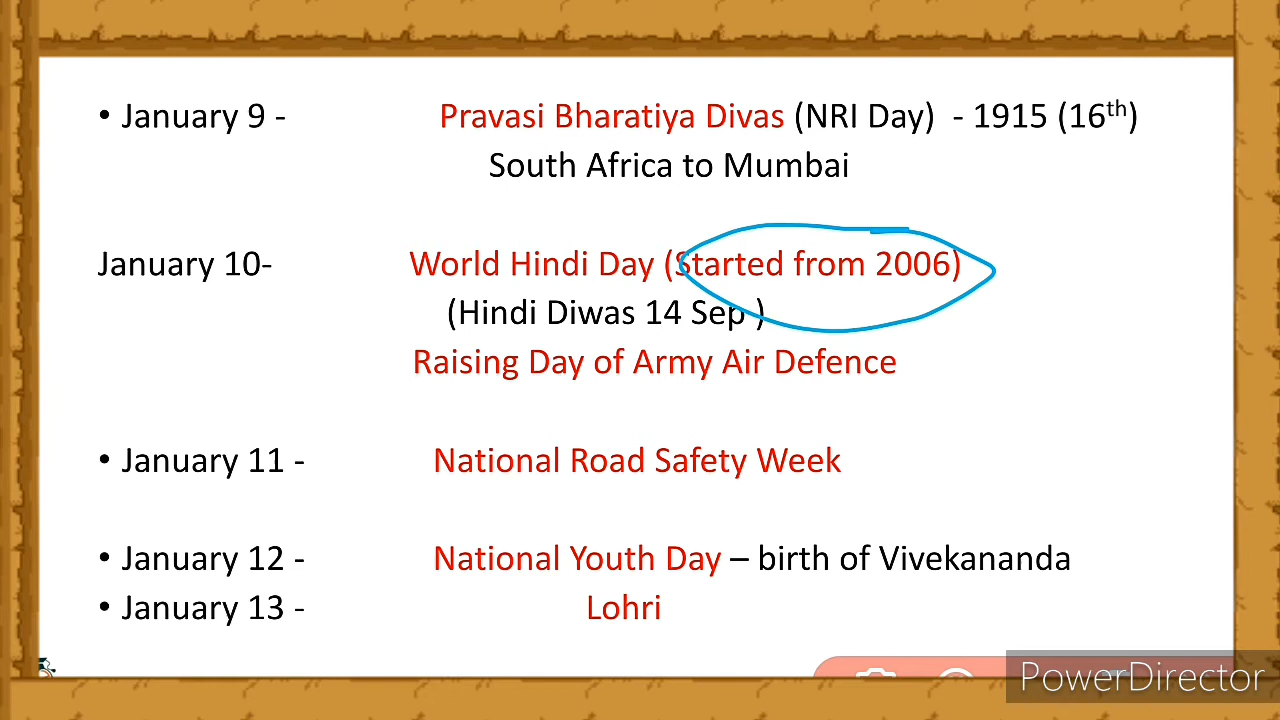 • January 9 - Pravasi Bharatiya Divas (NRI Day) - 1915 (16th)
South Africa to Mumbai
January 10- World Hindi Day (Started from 2006)
(Hindi Diwas 14 Sep )
Raising Day of Army Air Defence
• January 11 - National Road Safety Week
• January 12 - National Youth Day – birth of Vivekananda
• January 13 - Lohri
PowerDirector